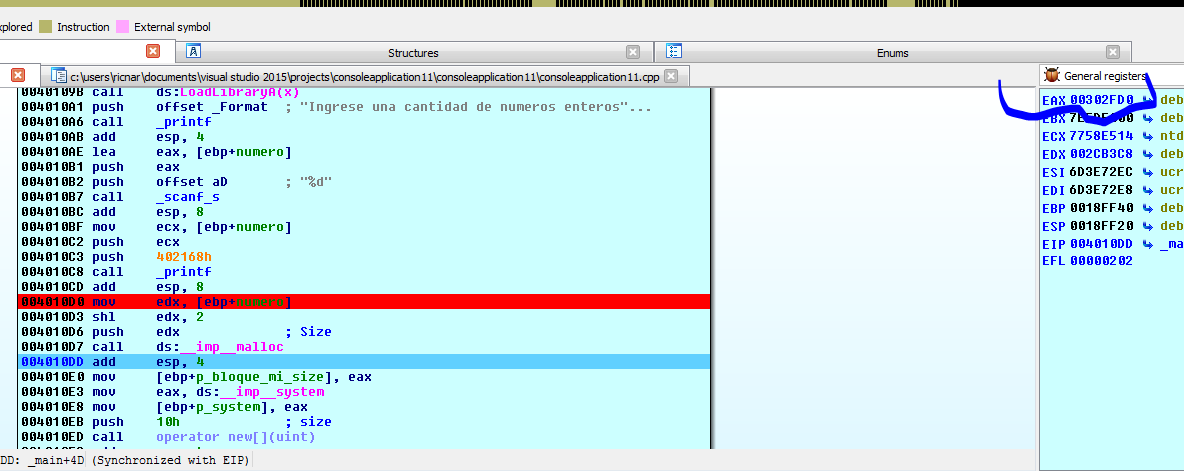 xplored Instruction External symbol
Structures Enums
c:\users\ricnar\documents\visual studio 2015\projects\consoleapplication11\consoleapplication11\consoleapplication11.cpp General registers
0040109B call ds:LoadLibraryA(x)
004010A1 push offset _Format ; "Ingrese una cantidad de numeros enteros"...
004010A6 call _printf
004010AB add esp, 4
004010AE lea eax, [ebp+numero]
004010B1 push eax
004010B2 push offset aD ; "%d"
004010B7 call _scanf_s
004010BC add esp, 8
004010BF mov ecx, [ebp+numero]
004010C2 push ecx
004010C3 push 402168h
004010C8 call _printf
004010CD add esp, 8
004010D0 mov edx, [ebp+numero]
004010D3 shl edx, 2
004010D6 push edx ; Size
004010D7 call ds:__imp__malloc
004010DD add esp, 4
004010E0 mov [ebp+p_bloque_mi_size], eax
004010E3 mov eax, ds:__imp__system
004010E8 mov [ebp+p_system], eax
004010EB push 10h ; size
004010ED call operator new[](uint)
DD: _main+4D (Synchronized with EIP)
EAX 00302FD0 deb
EBX deb
ECX 7758E514 ntd
EDX 002CB3C8 deb
ESI 6D3E72EC ucr
EDI 6D3E72E8 ucr
EBP 0018FF40 deb
ESP 0018FF20 deb
EIP 004010DD _ma
EFL 00000202